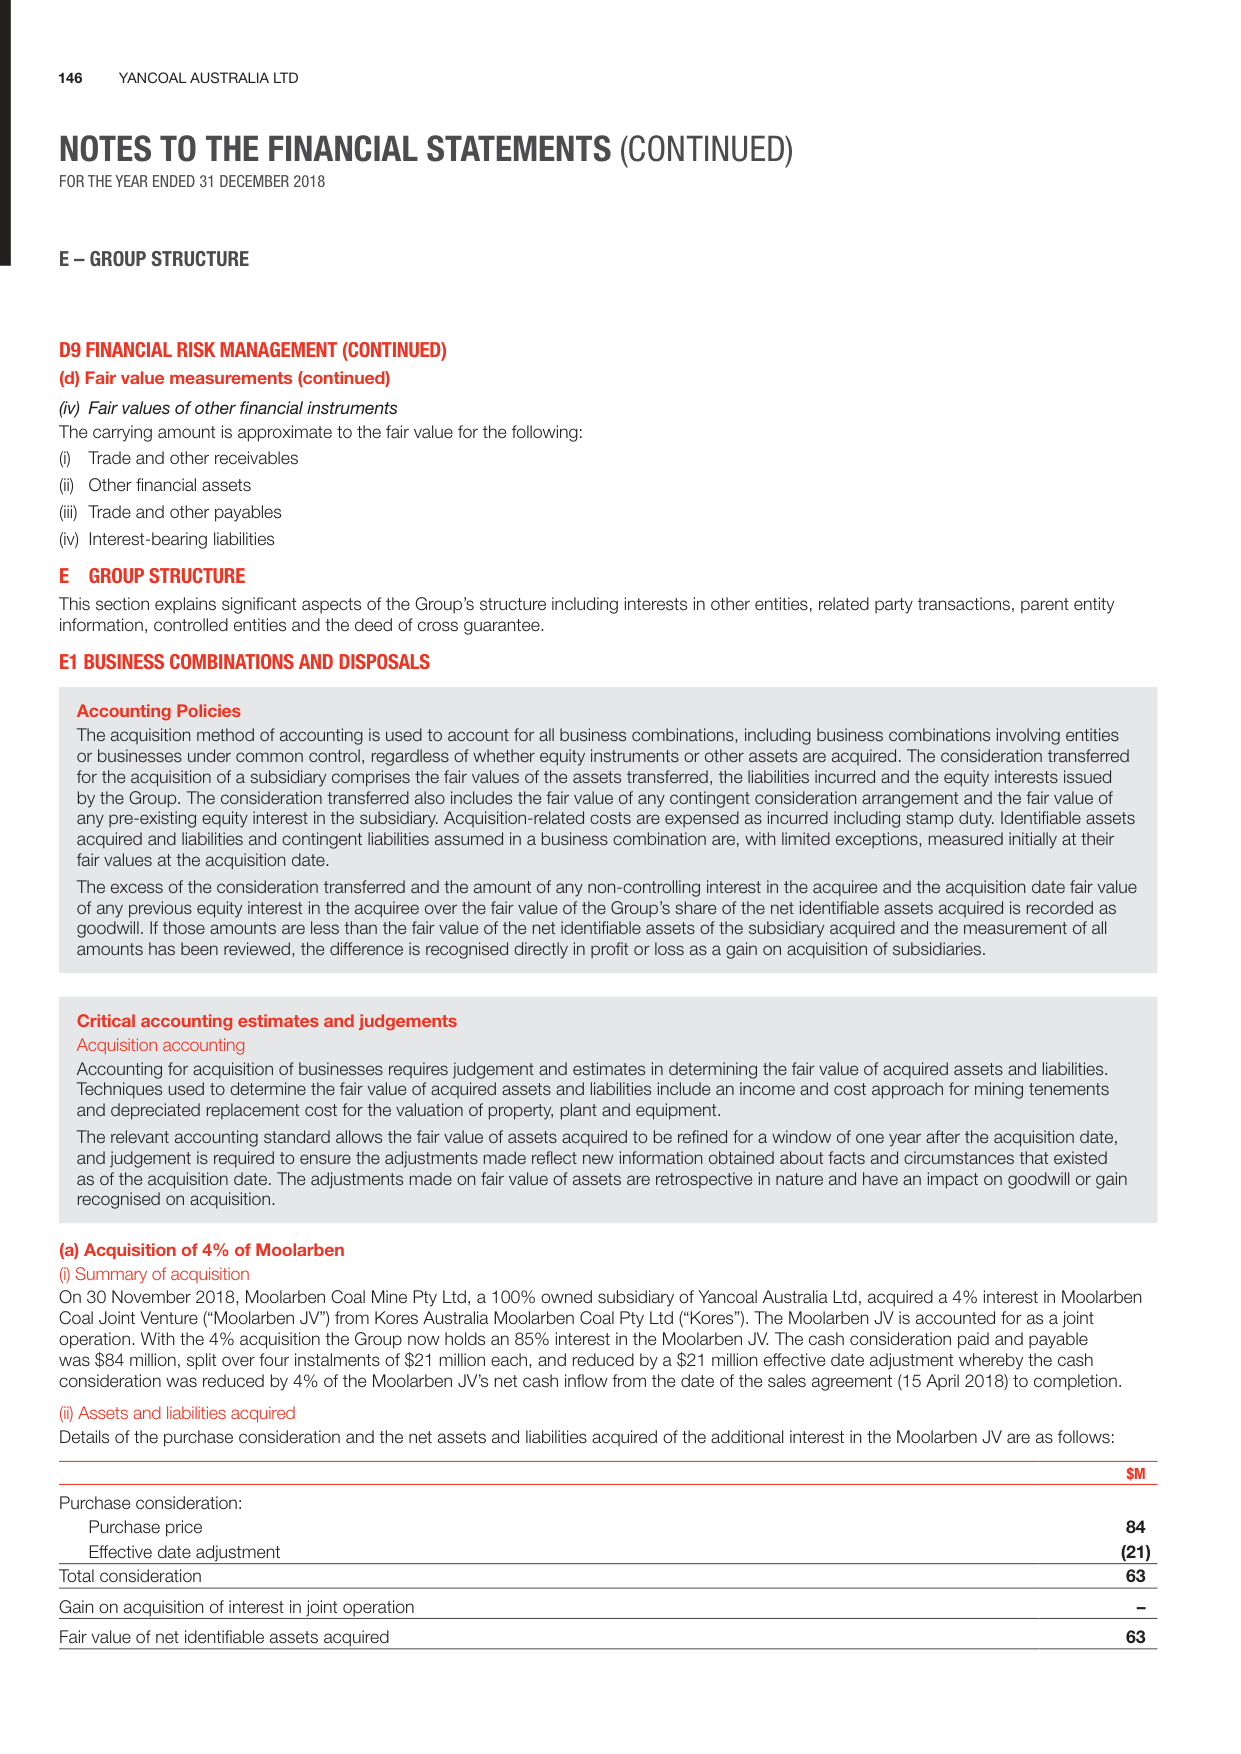 146 YANCOAL AUSTRALIA LTD
NOTES TO THE FINANCIAL STATEMENTS (CONTINUED)
FOR THE YEAR ENDED 31 DECEMBER 2018
E – GROUP STRUCTURE
D9 FINANCIAL RISK MANAGEMENT (CONTINUED)
(d) Fair value measurements (continued)
(iv) Fair values of other financial instruments
The carrying amount is approximate to the fair value for the following:
(i) Trade and other receivables
(ii) Other financial assets
(iii) Trade and other payables
(iv) Interest-bearing liabilities
E GROUP STRUCTURE
This section explains significant aspects of the Group’s structure including interests in other entities, related party transactions, parent entity
information, controlled entities and the deed of cross guarantee.
E1 BUSINESS COMBINATIONS AND DISPOSALS
Accounting Policies
The acquisition method of accounting is used to account for all business combinations, including business combinations involving entities
or businesses under common control, regardless of whether equity instruments or other assets are acquired. The consideration transferred
for the acquisition of a subsidiary comprises the fair values of the assets transferred, the liabilities incurred and the equity interests issued
by the Group. The consideration transferred also includes the fair value of any contingent consideration arrangement and the fair value of
any pre-existing equity interest in the subsidiary. Acquisition-related costs are expensed as incurred including stamp duty. Identifiable assets
acquired and liabilities and contingent liabilities assumed in a business combination are, with limited exceptions, measured initially at their
fair values at the acquisition date.
The excess of the consideration transferred and the amount of any non-controlling interest in the acquiree and the acquisition date fair value
of any previous equity interest in the acquiree over the fair value of the Group’s share of the net identifiable assets acquired is recorded as
goodwill. If those amounts are less than the fair value of the net identifiable assets of the subsidiary acquired and the measurement of all
amounts has been reviewed, the difference is recognised directly in profit or loss as a gain on acquisition of subsidiaries.
Critical accounting estimates and judgements
Acquisition accounting
Accounting for acquisition of businesses requires judgement and estimates in determining the fair value of acquired assets and liabilities.
Techniques used to determine the fair value of acquired assets and liabilities include an income and cost approach for mining tenements
and depreciated replacement cost for the valuation of property, plant and equipment.
The relevant accounting standard allows the fair value of assets acquired to be refined for a window of one year after the acquisition date,
and judgement is required to ensure the adjustments made reflect new information obtained about facts and circumstances that existed
as of the acquisition date. The adjustments made on fair value of assets are retrospective in nature and have an impact on goodwill or gain
recognised on acquisition.
(a) Acquisition of 4% of Moolarben
(i) Summary of acquisition
On 30 November 2018, Moolarben Coal Mine Pty Ltd, a 100% owned subsidiary of Yancoal Australia Ltd, acquired a 4% interest in Moolarben
Coal Joint Venture (“Moolarben JV”) from Kores Australia Moolarben Coal Pty Ltd (“Kores”). The Moolarben JV is accounted for as a joint
operation. With the 4% acquisition the Group now holds an 85% interest in the Moolarben JV. The cash consideration paid and payable
was $84 million, split over four instalments of $21 million each, and reduced by a $21 million effective date adjustment whereby the cash
consideration was reduced by 4% of the Moolarben JV’s net cash inflow from the date of the sales agreement (15 April 2018) to completion.
(ii) Assets and liabilities acquired
Details of the purchase consideration and the net assets and liabilities acquired of the additional interest in the Moolarben JV are as follows:
$M
Purchase consideration:
Purchase price 84
Effective date adjustment (21)
Total consideration 63
Gain on acquisition of interest in joint operation –
Fair value of net identifiable assets acquired 63